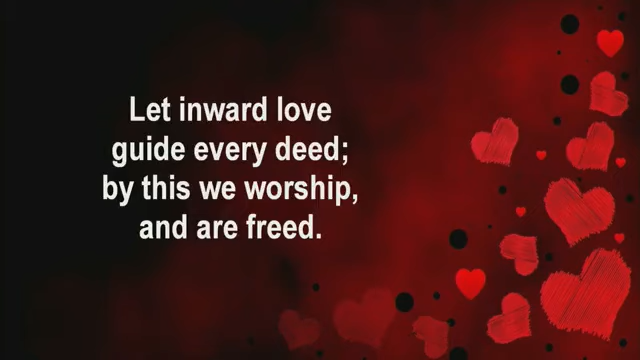 Let inward love
guide every deed;
by this we worship,
and are freed.